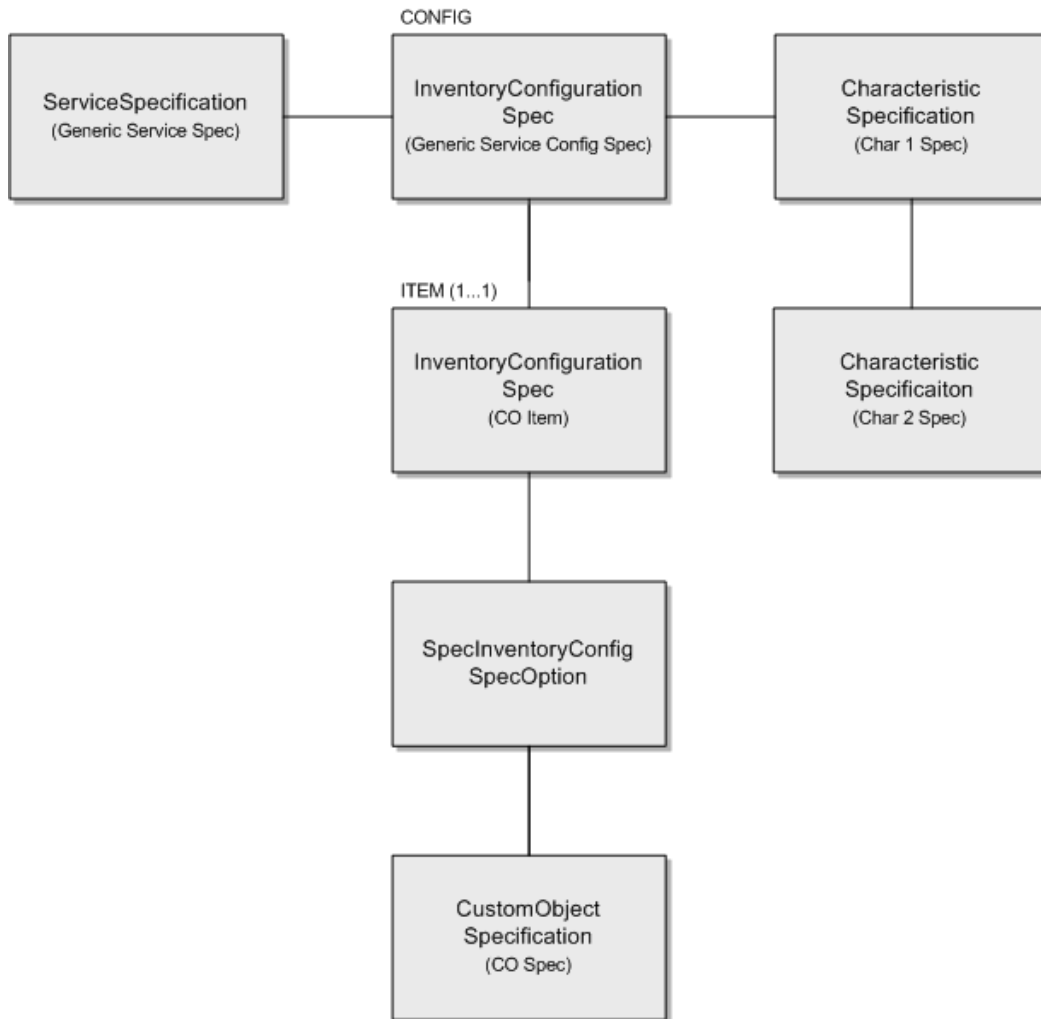 CONFIG
ServiceSpecification
(Generic Service Spec)
InventoryConfiguration
Spec
(Generic Service Config Spec)
Characteristic
Specification
(Char 1 Spec)
ITEM (1...1)
InventoryConfiguration
Spec
(CO Item)
Characteristic
Specificaiton
(Char 2 Spec)
SpecInventoryConfig
SpecOption
CustomObject
Specification
(CO Spec)